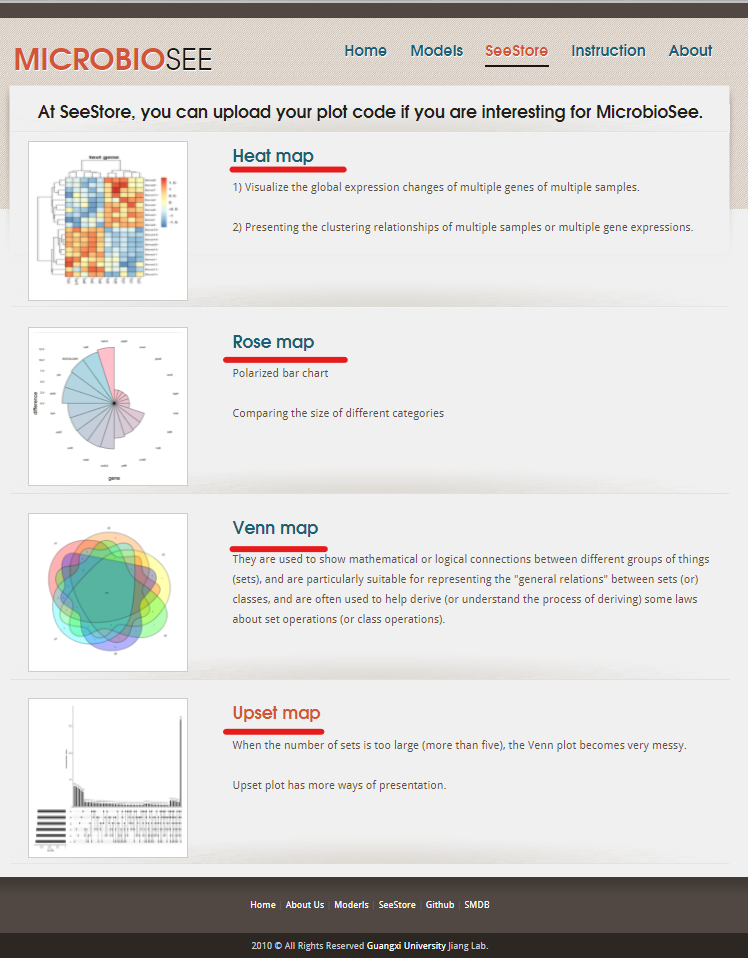 MICROBIOSEE
Home Models SeeStore Instruction About
At SeeStore, you can upload your plot code if you are interesting for MicrobioSee.
Heat map
1) Visualize the global expression changes of multiple genes of multiple samples.
2) Presenting the clustering relationships of multiple samples or multiple gene expressions.
Rose map
Polarized bar chart
Comparing the size of different categories
difference
gene
Venn map
They are used to show mathematical or logical connections between different groups of things
(sets), and are particularly suitable for representing the "general relations" between sets (or)
classes, and are often used to help derive (or understand the process of deriving) some laws
about set operations (or class operations).
Upset map
When the number of sets is too large (more than five), the Venn plot becomes very messy.
Upset plot has more ways of presentation.
Home | About Us | Moderls | SeeStore | Github | SMDB
2010 © All Rights Reserved Guangxi University Jiang Lab.